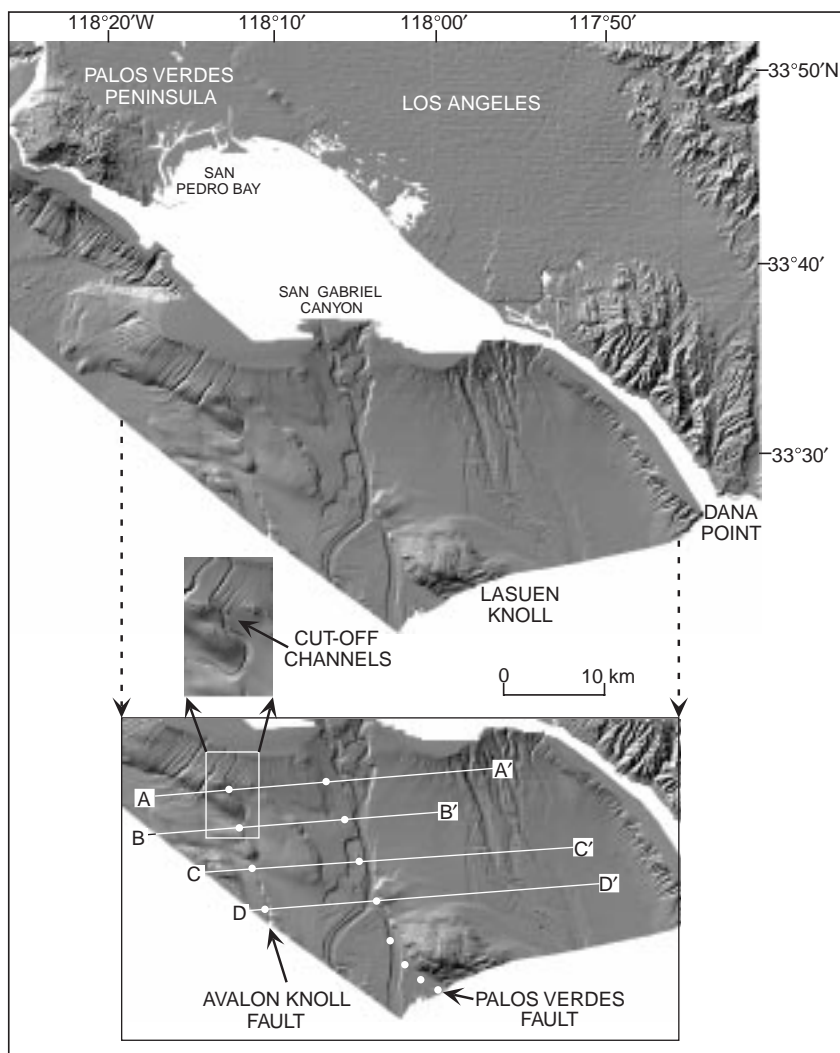 118°20′W 118°10′ 118°00′ 117°50′
33°50′N
PALOS VERDES
PENINSULA
LOS ANGELES
SAN
PEDRO BAY
33°40′
SAN GABRIEL
CANYON
33°30′
DANA
POINT
LASUEN
KNOLL
CUT-OFF
CHANNELS
0 10 km
A A′
B B′
C C′
D D′
AVALON KNOLL
FAULT
PALOS VERDES
FAULT